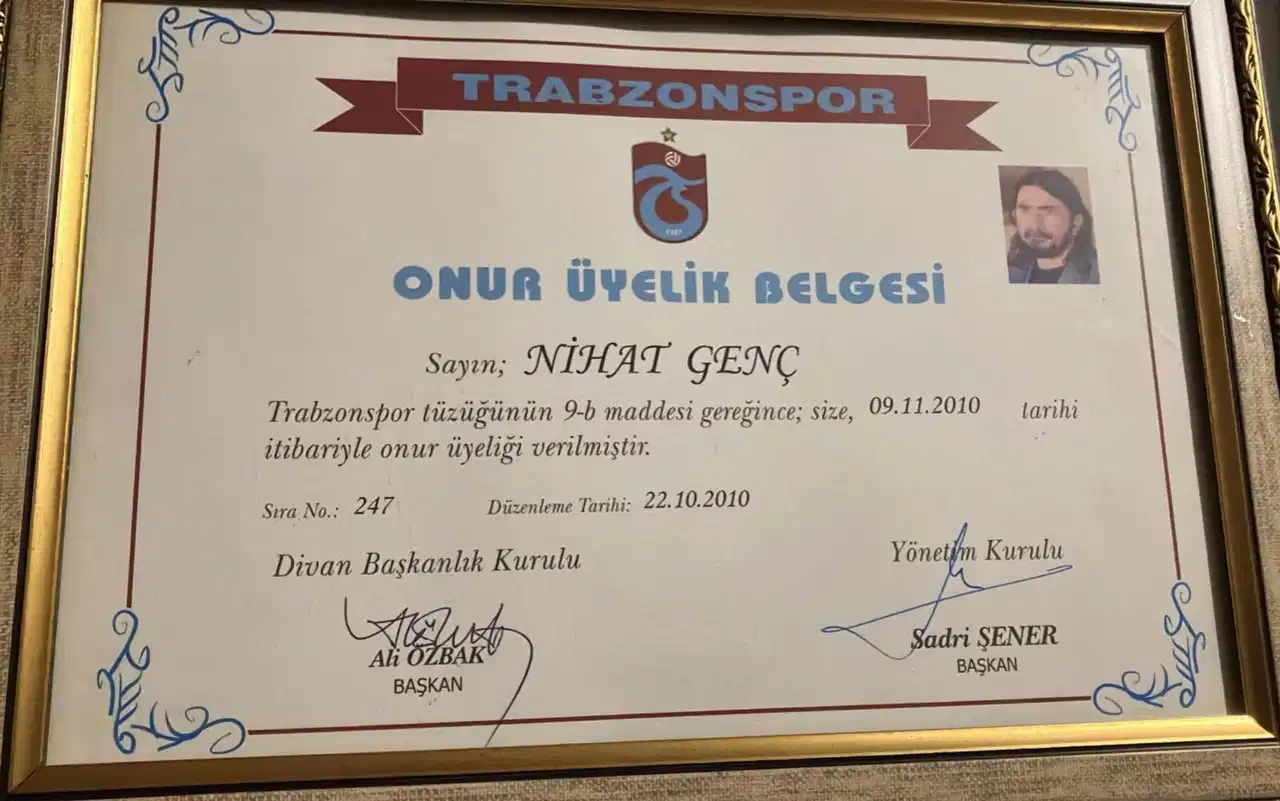 TRABZONSPOR
ONUR ÜYELİK BELGESİ
Sayın; NİHAT GENÇ
Trabzonspor tüzüğünün 9-b maddesi gereğince; size, 09.11.2010 tarihi
itibariyle onur üyeliği verilmiştir.
Sıra No.: 247 Düzenleme Tarihi: 22.10.2010
Divan Başkanlık Kurulu
Yönetim Kurulu
Ali ÖZBAK
BAŞKAN
Sadri ŞENER
BAŞKAN